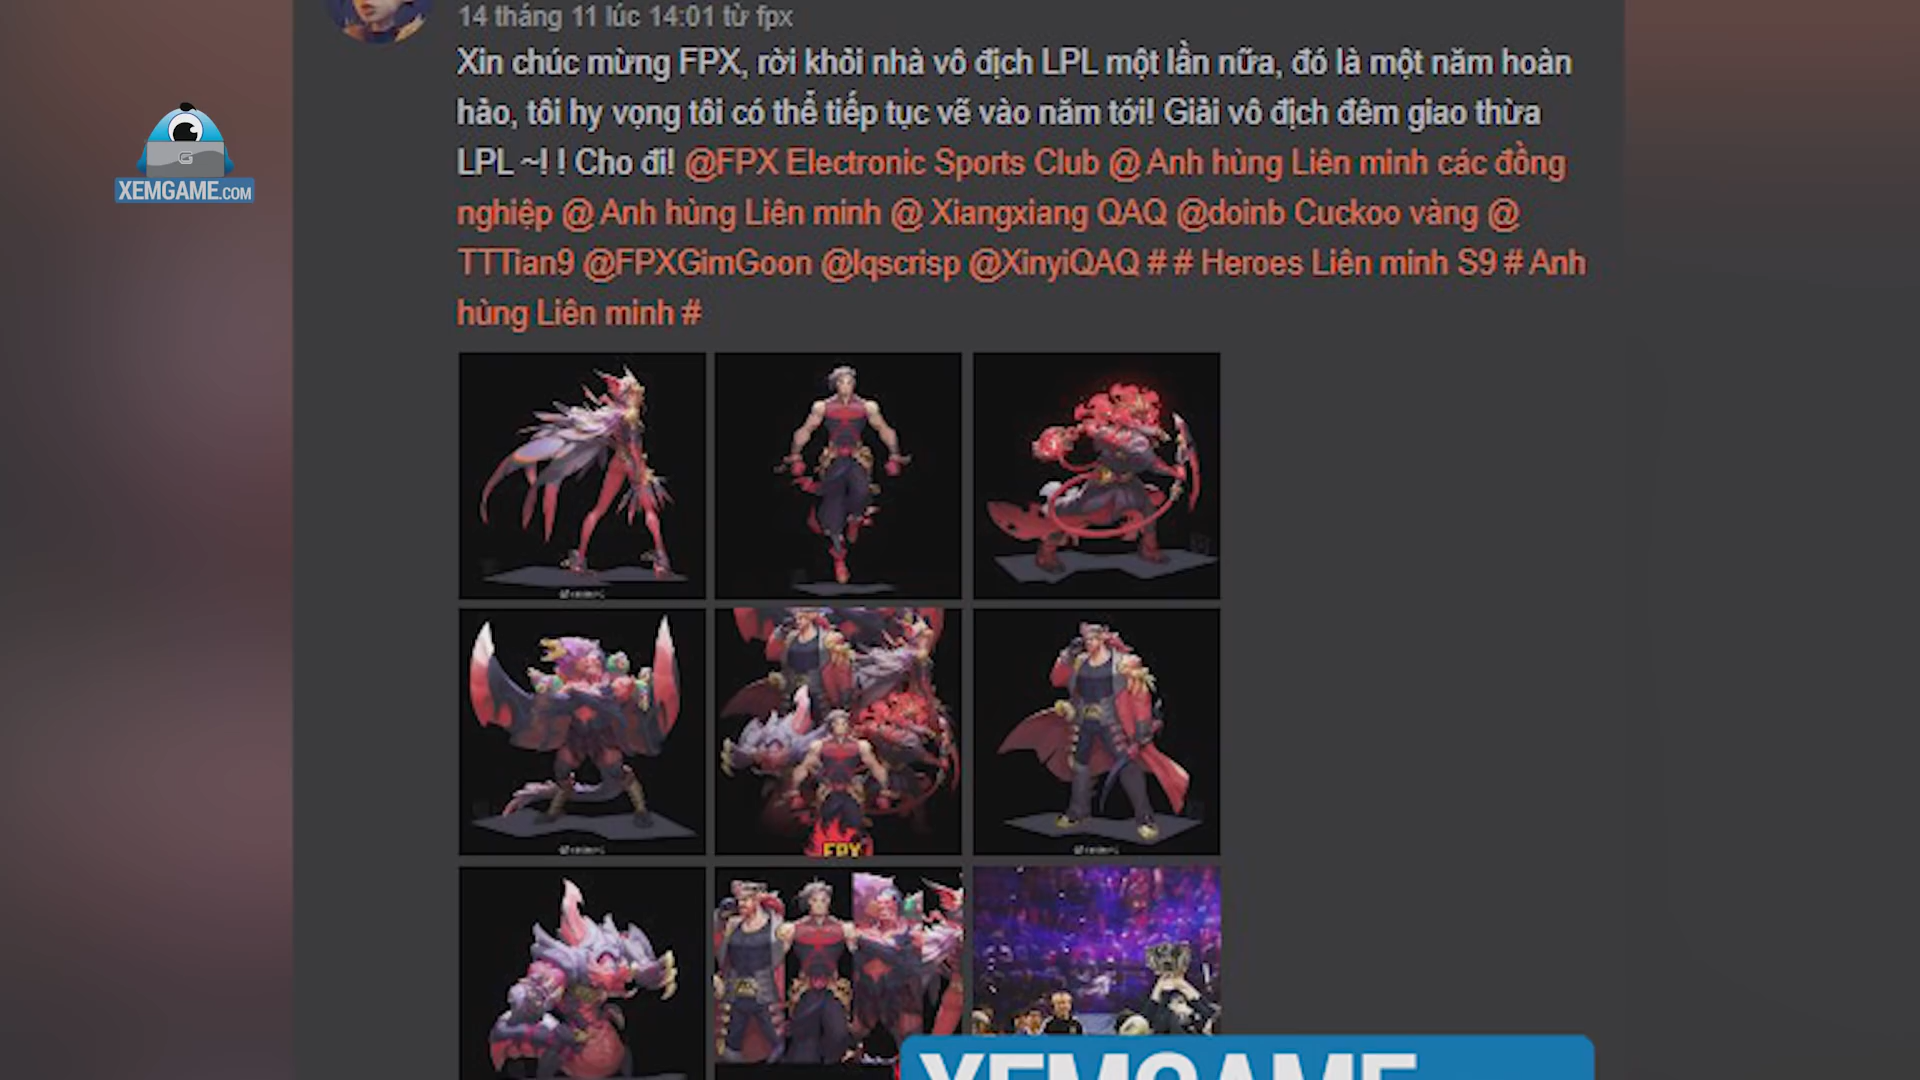 14 tháng 11 lúc 14:01 từ fpx
Xin chúc mừng FPX, rời khỏi nhà vô địch LPL một lần nữa, đó là một năm hoàn
hảo, tôi hy vọng tôi có thể tiếp tục vẽ vào năm tới! Giải vô địch đêm giao thừa
LPL ~! ! Cho đi! @FPX Electronic Sports Club @ Anh hùng Liên minh các đồng
nghiệp @ Anh hùng Liên minh @ Xiangxiang QAQ @doinb Cuckoo vàng @
TTTian9 @FPXGimGoon @lqscrisp @XinyiQAQ # # Heroes Liên minh S9 # Anh
hùng Liên minh #
XEMGAME.COM
FPX
XEMGAME